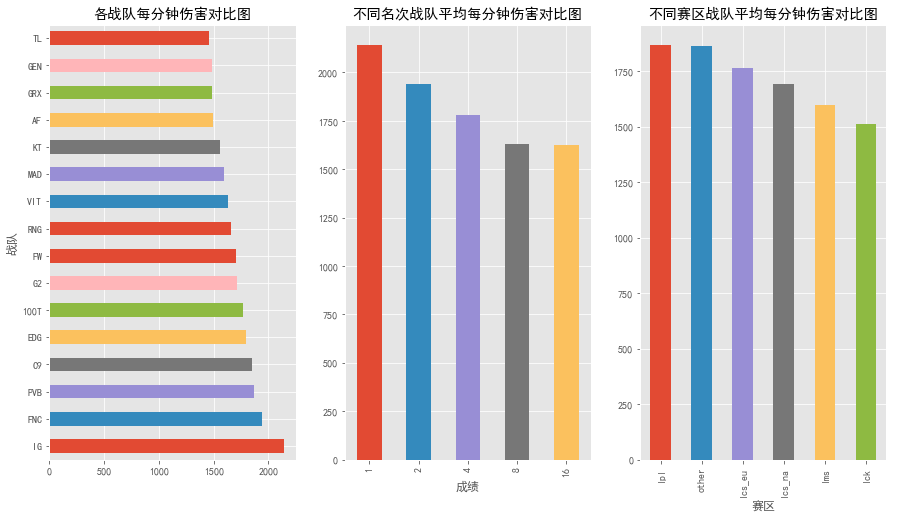 各战队每分钟伤害对比图
战队
TL
GEN
GRX
AF
KT
MAD
VIT
RNG
FW
G2
100T
EDG
C9
PVB
FNC
IG
0 500 1000 1500 2000
不同名次战队平均每分钟伤害对比图
2000
1750
1500
1250
1000
750
500
250
0
1 2 4 8 16
成绩
不同赛区战队平均每分钟伤害对比图
1750
1500
1250
1000
750
500
250
0
lpl other lcs_eu lcs_na lms lck
赛区